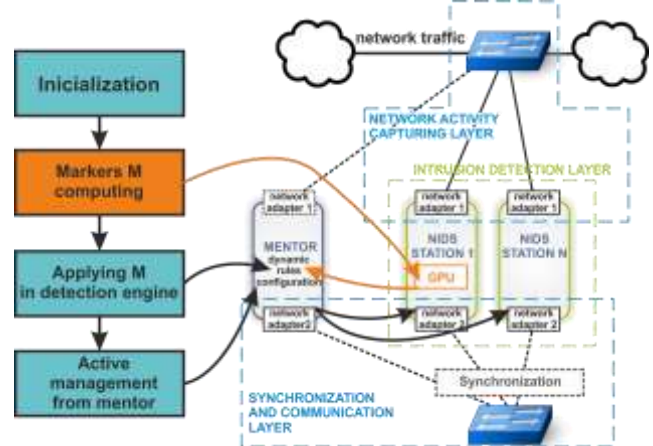 network traffic
Inicialization
NETWORK ACTIVITY
CAPTURING LAYER
Markers M
computing
INTRUSION DETECTION LAYER
network
adapter 1
network
adapter 1
network
adapter 1
MENTOR
dynamic
rules
configuration
NIDS
STATION 1
NIDS
STATION N
GPU
Applying M
in detection engine
network
adapter2
network
adapter 2
network
adapter 2
Active
management
from mentor
Synchronization
SYNCHRONIZATION
AND COMMUNICATION
LAYER